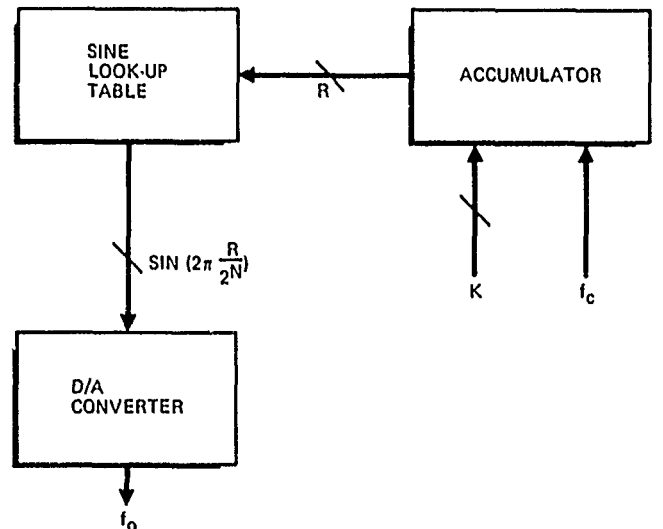 SINE
LOOK-UP
TABLE
R
ACCUMULATOR
K
f_c
SIN (2π R/2^N)
D/A
CONVERTER
f_o